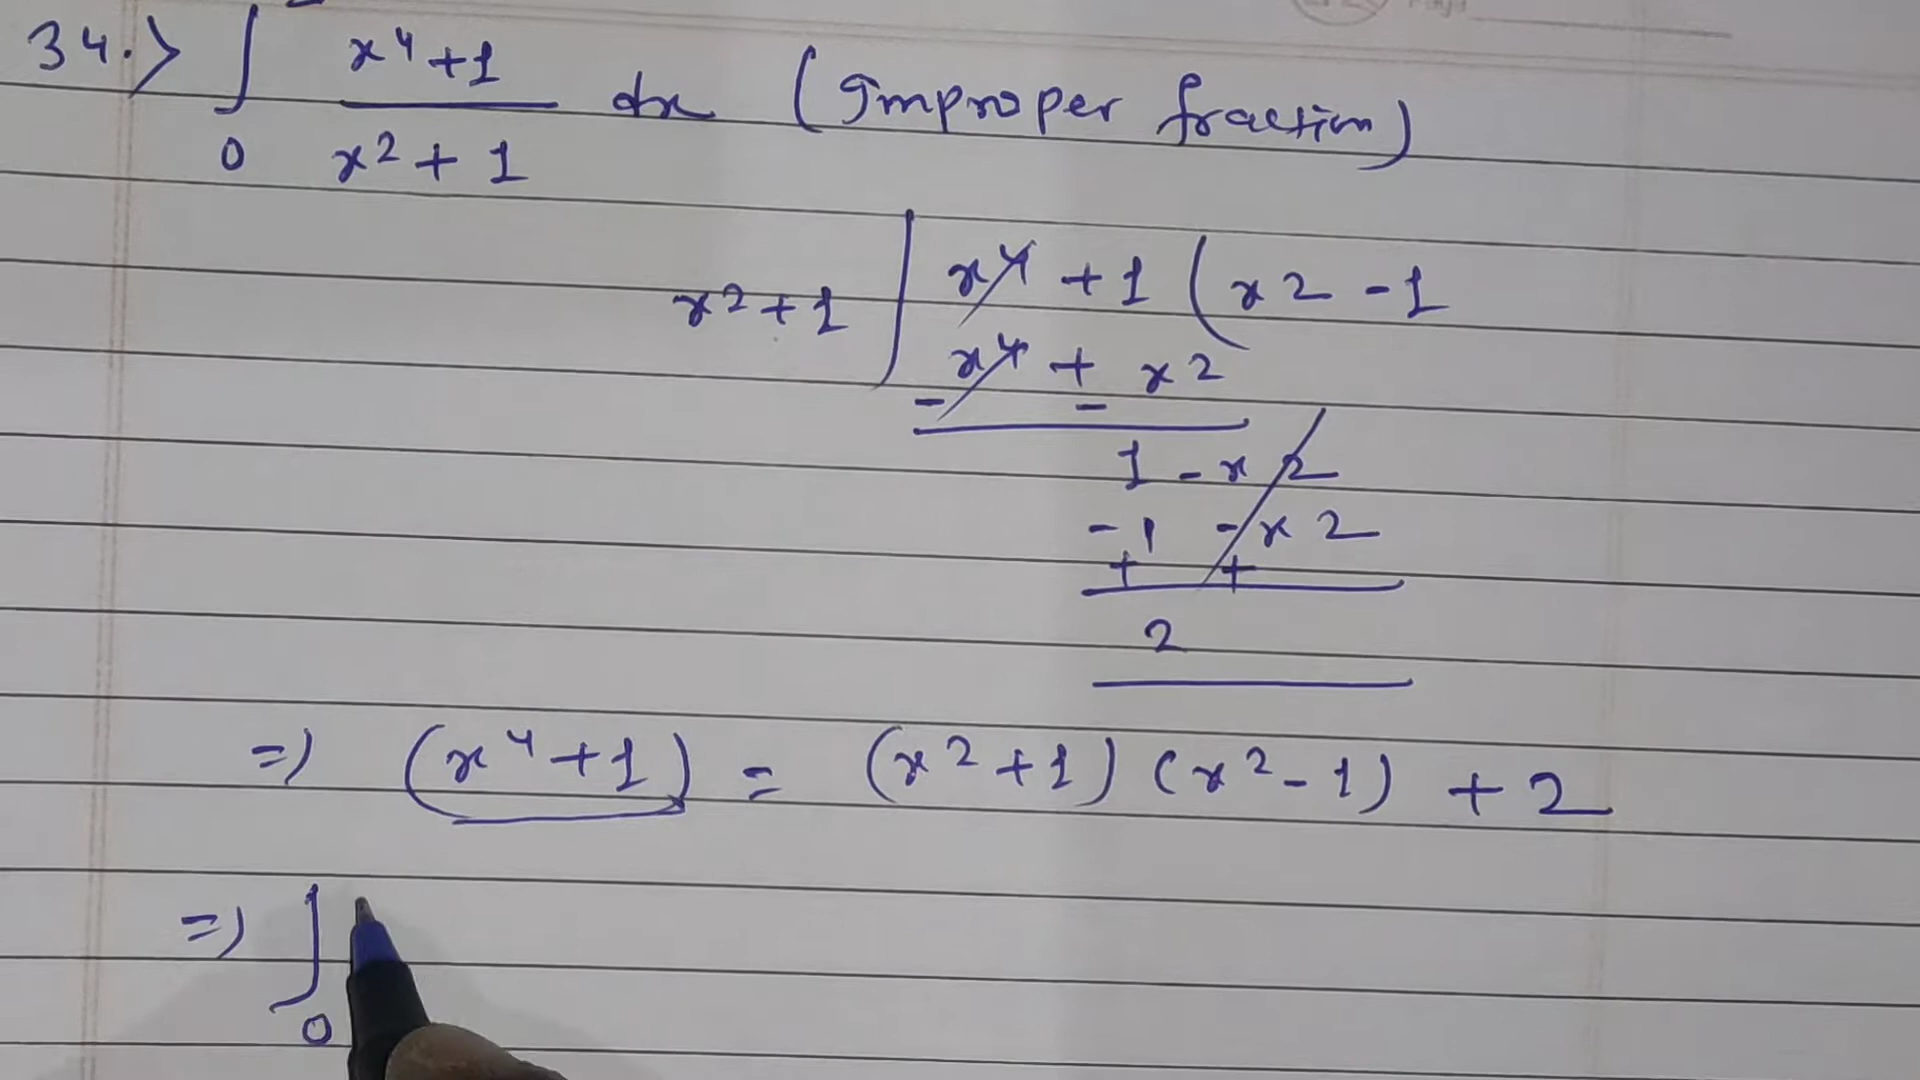 34.> ∫ x⁴+1 dx (Improper fraction)
0 x²+1
x⁴ +1 ( x2 -1
x²+1
x⁴ + x2
- -
1 - x2
-1 -x2
+ +
2
=> (x⁴+1) = (x²+1) (x²-1) +2
=> ∫
0